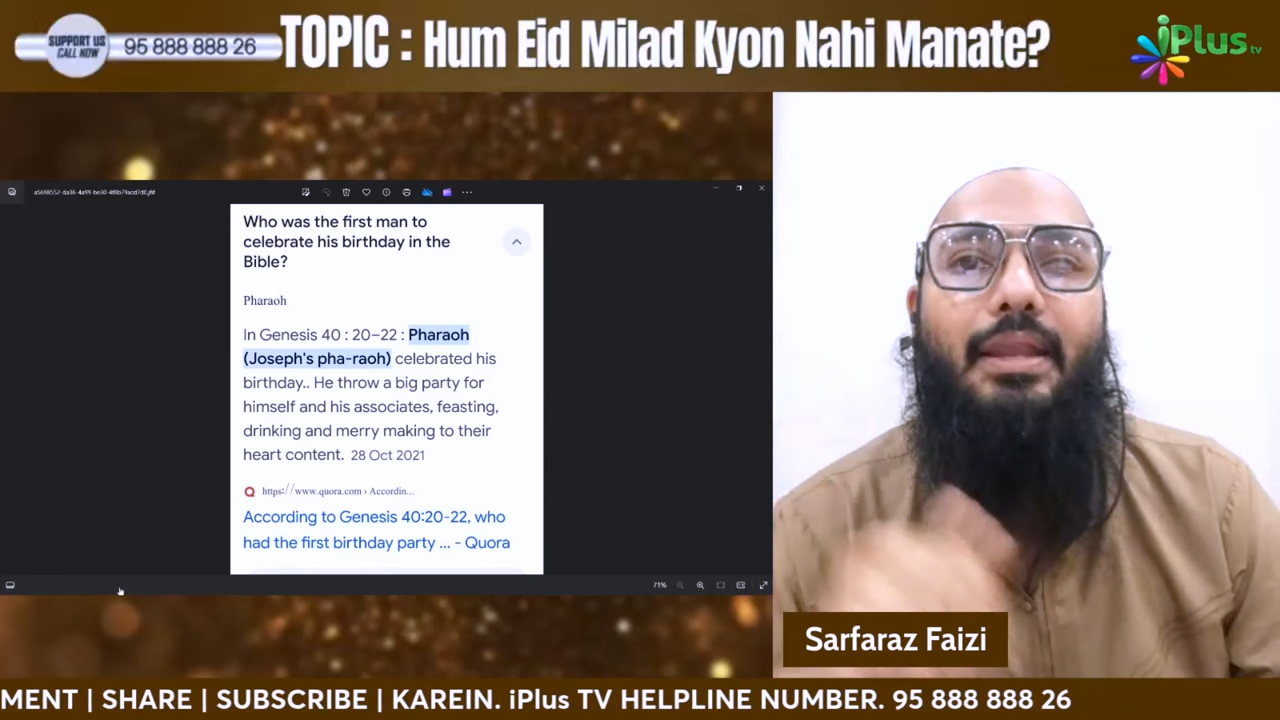 SUPPORT US
CALL NOW
95 888 888 26
TOPIC : Hum Eid Milad Kyon Nahi Manate?
iPlus tv
Who was the first man to
celebrate his birthday in the
Bible?
Pharaoh
In Genesis 40 : 20–22 : Pharaoh
(Joseph's pha-raoh) celebrated his
birthday.. He throw a big party for
himself and his associates, feasting,
drinking and merry making to their
heart content. 28 Oct 2021
https://www.quora.com › Accordin...
According to Genesis 40:20-22, who
had the first birthday party ... - Quora
71%
Sarfaraz Faizi
MENT | SHARE | SUBSCRIBE | KAREIN. iPlus TV HELPLINE NUMBER. 95 888 888 26